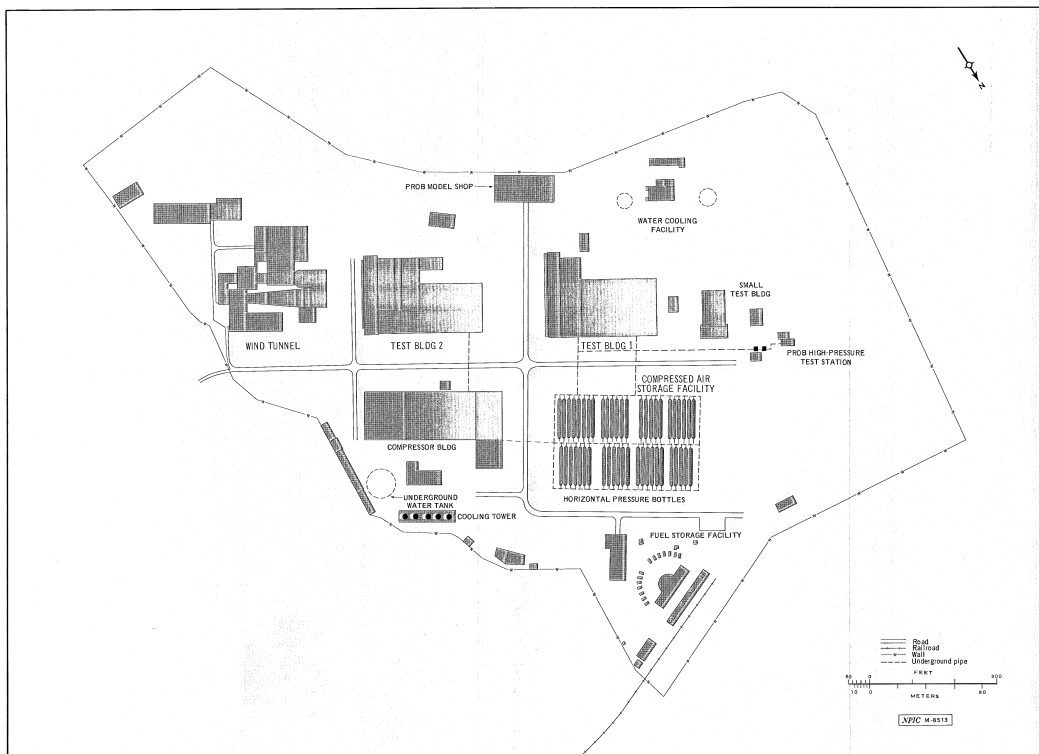 N
PROB MODEL SHOP
WATER COOLING
FACILITY
SMALL
TEST BLDG
WIND TUNNEL
TEST BLDG 2
TEST BLDG 1
PROB HIGH-PRESSURE
TEST STATION
COMPRESSED AIR
STORAGE FACILITY
COMPRESSOR BLDG
UNDERGROUND
WATER TANK
HORIZONTAL PRESSURE BOTTLES
COOLING TOWER
FUEL STORAGE FACILITY
Road
Railroad
Wall
Underground pipe
FEET
50 0 300
10 0 80
METERS
NPIC M-8513